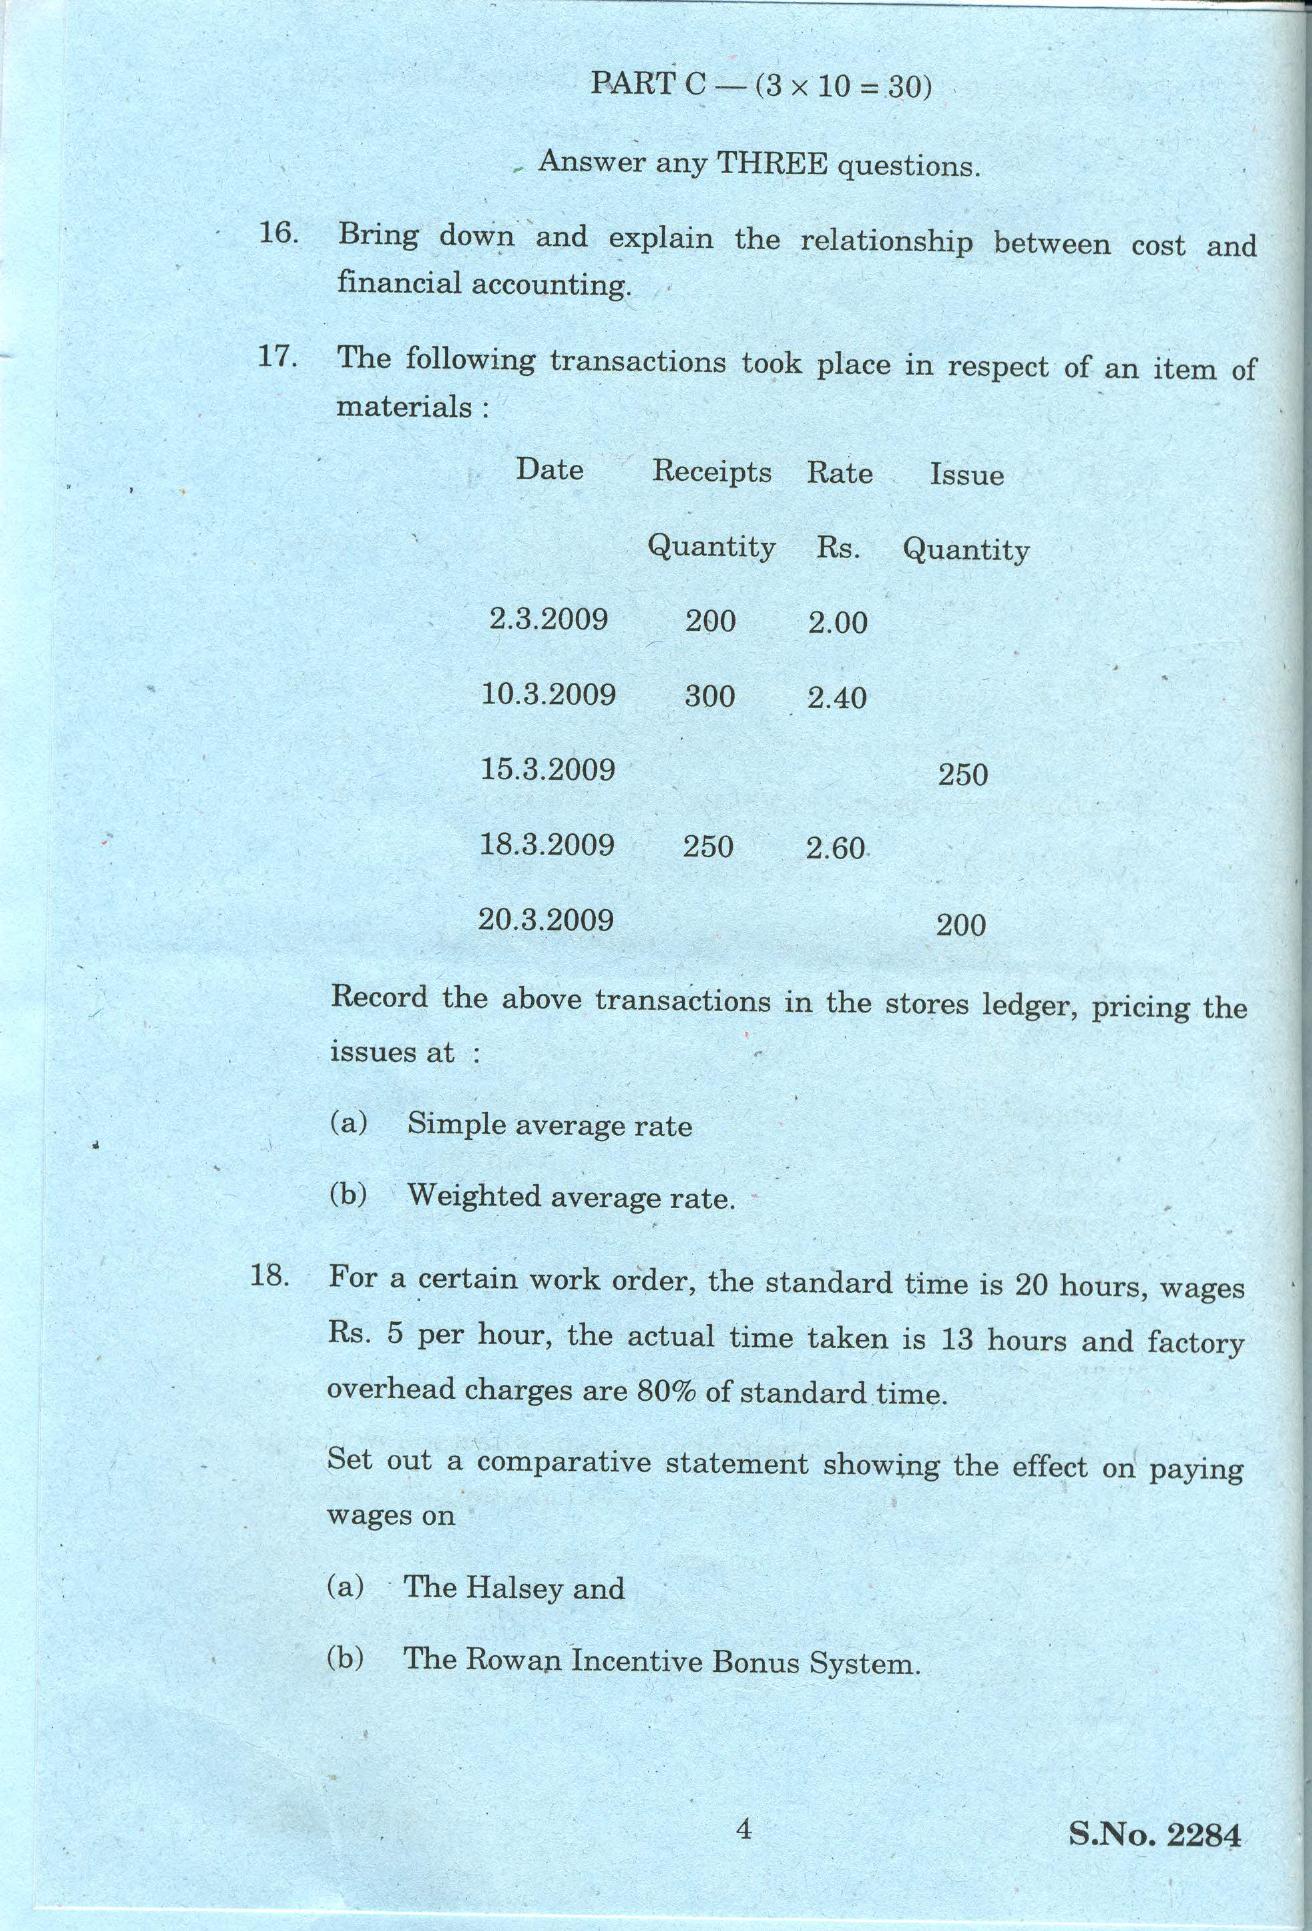 PART C — (3 × 10 = 30)
Answer any THREE questions.
16. Bring down and explain the relationship between cost and
financial accounting.
17. The following transactions took place in respect of an item of
materials :
Date Receipts Rate Issue
Quantity Rs. Quantity
2.3.2009 200 2.00
10.3.2009 300 2.40
15.3.2009 250
18.3.2009 250 2.60
20.3.2009 200
Record the above transactions in the stores ledger, pricing the
issues at :
(a) Simple average rate
(b) Weighted average rate.
18. For a certain work order, the standard time is 20 hours, wages
Rs. 5 per hour, the actual time taken is 13 hours and factory
overhead charges are 80% of standard time.
Set out a comparative statement showing the effect on paying
wages on
(a) The Halsey and
(b) The Rowan Incentive Bonus System.
4 S.No. 2284